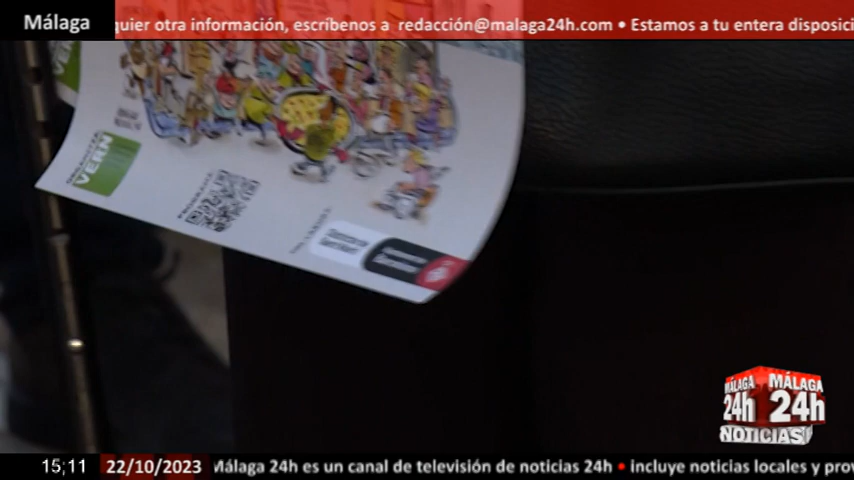 Málaga
quier otra información, escríbenos a redacción@malaga24h.com • Estamos a tu entera disposici
VERN
MÁLAGA MÁLAGA
24h 24h
NOTICIAS
15:11 22/10/2023 Málaga 24h es un canal de televisión de noticias 24h • incluye noticias locales y prov